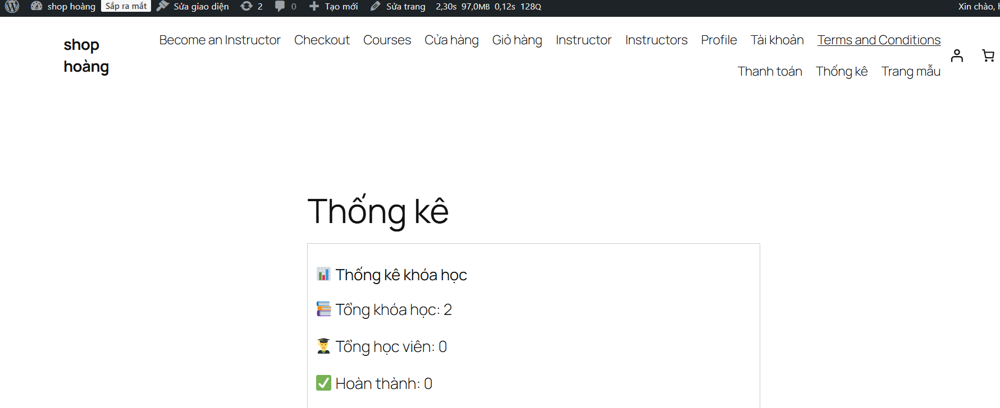 shop hoàng Sắp ra mắt Sửa giao diện 2 0 Tạo mới Sửa trang 2,30s 97,0MB 0,12s 128Q Xin chào,
shop
hoàng
Become an Instructor Checkout Courses Cửa hàng Giỏ hàng Instructor Instructors Profile Tài khoản Terms and Conditions
Thanh toán Thống kê Trang mẫu
Thống kê
Thống kê khóa học
Tổng khóa học: 2
Tổng học viên: 0
Hoàn thành: 0